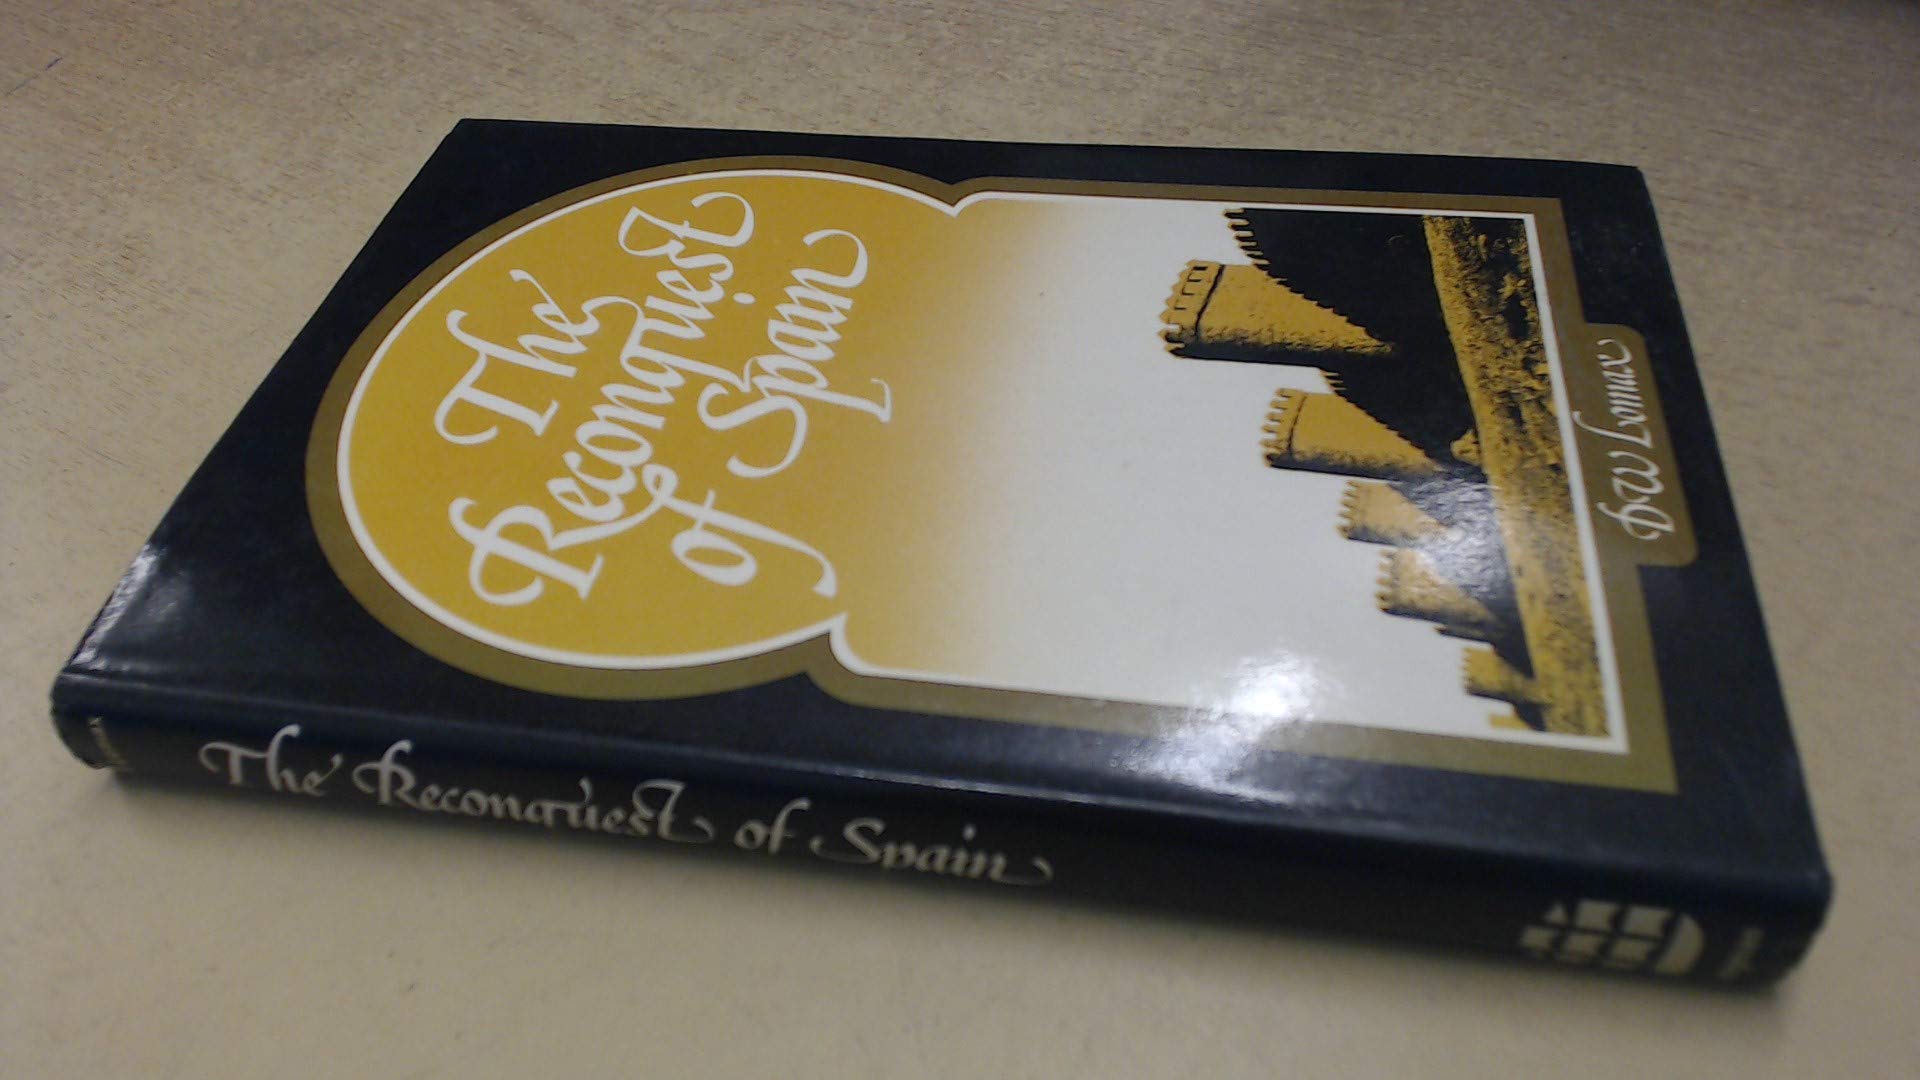 The
Reconquest
of Spain
D W Lomax
The Reconquest of Spain